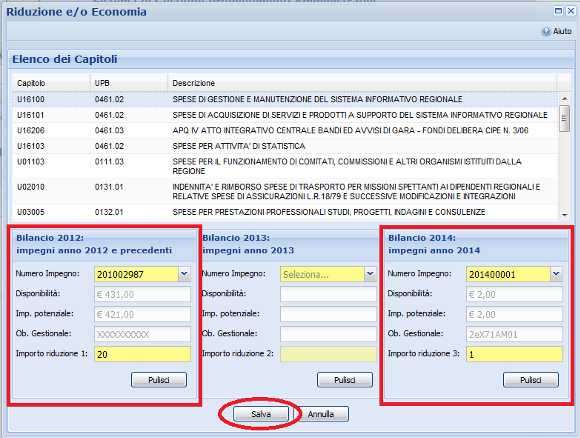 Riduzione e/o Economia
Aiuto
Elenco dei Capitoli
Capitolo UPB Descrizione
U16100 0461.02 SPESE DI GESTIONE E MANUTENZIONE DEL SISTEMA INFORMATIVO REGIONALE
U16101 0461.02 SPESE DI ACQUISIZIONE DI SERVIZI E PRODOTTI A SUPPORTO DEL SISTEMA INFORMATIVO REGIONALE
U16206 0461.03 APQ IV ATTO INTEGRATIVO CENTRALE BANDI ED AVVISI DI GARA - FONDI DELIBERA CIPE N. 3/06
U16103 0461.02 SPESE PER ATTIVITA' DI STATISTICA
U01103 0111.03 SPESE PER IL FUNZIONAMENTO DI COMITATI, COMMISSIONI E ALTRI ORGANISMI ISTITUITI DALLA
REGIONE
U02010 0131.01 INDENNITA' E RIMBORSO SPESE DI TRASPORTO PER MISSIONI SPETTANTI AI DIPENDENTI REGIONALI E
RELATIVE SPESE DI ASSICURAZIONI L.R.18/79 E SUCCESSIVE MODIFICAZIONI E INTEGRAZIONI
U03005 0132.01 SPESE PER PRESTAZIONI PROFESSIONALI STUDI, PROGETTI, INDAGINI E CONSULENZE
Bilancio 2012:
impegni anno 2012 e precedenti
Numero Impegno: 201002987
Disponibilità: € 431,00
Imp. potenziale: € 421,00
Ob. Gestionale: XXXXXXXXXX
Importo riduzione 1: 20
Pulisci
Bilancio 2013:
impegni anno 2013
Numero Impegno: Seleziona...
Disponibilità:
Imp. potenziale:
Ob. Gestionale:
Importo riduzione 2:
Pulisci
Bilancio 2014:
impegni anno 2014
Numero Impegno: 201400001
Disponibilità: € 2,00
Imp. potenziale: € 2,00
Ob. Gestionale: 2eX71AM01
Importo riduzione 3: 1
Pulisci
Salva Annulla